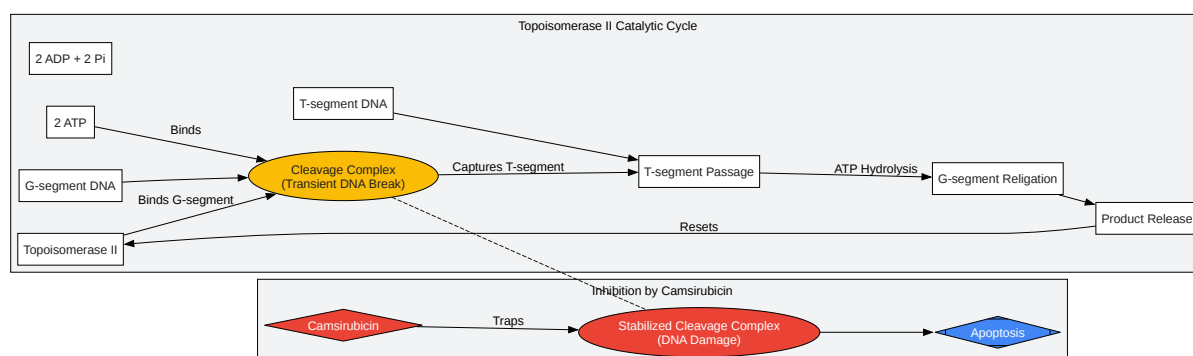 Topoisomerase II Catalytic Cycle
2 ADP + 2 Pi
T-segment DNA
2 ATP
Binds
Cleavage Complex
(Transient DNA Break)
Captures T-segment
T-segment Passage
ATP Hydrolysis
G-segment Religation
G-segment DNA
Binds G-segment
Product Release
Resets
Topoisomerase II
Inhibition by Camsirubicin
Camsirubicin
Traps
Stabilized Cleavage Complex
(DNA Damage)
Apoptosis